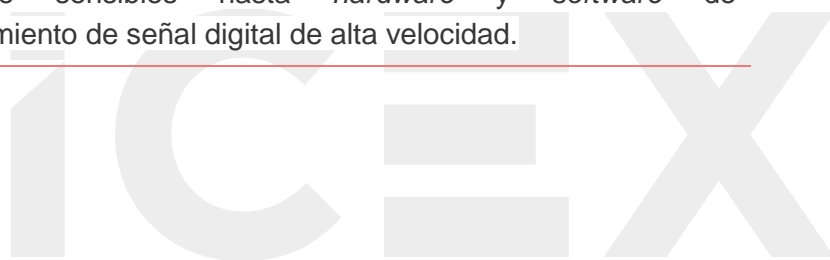 sensibles hasta hardware y software de
miento de señal digital de alta velocidad.
iCEX